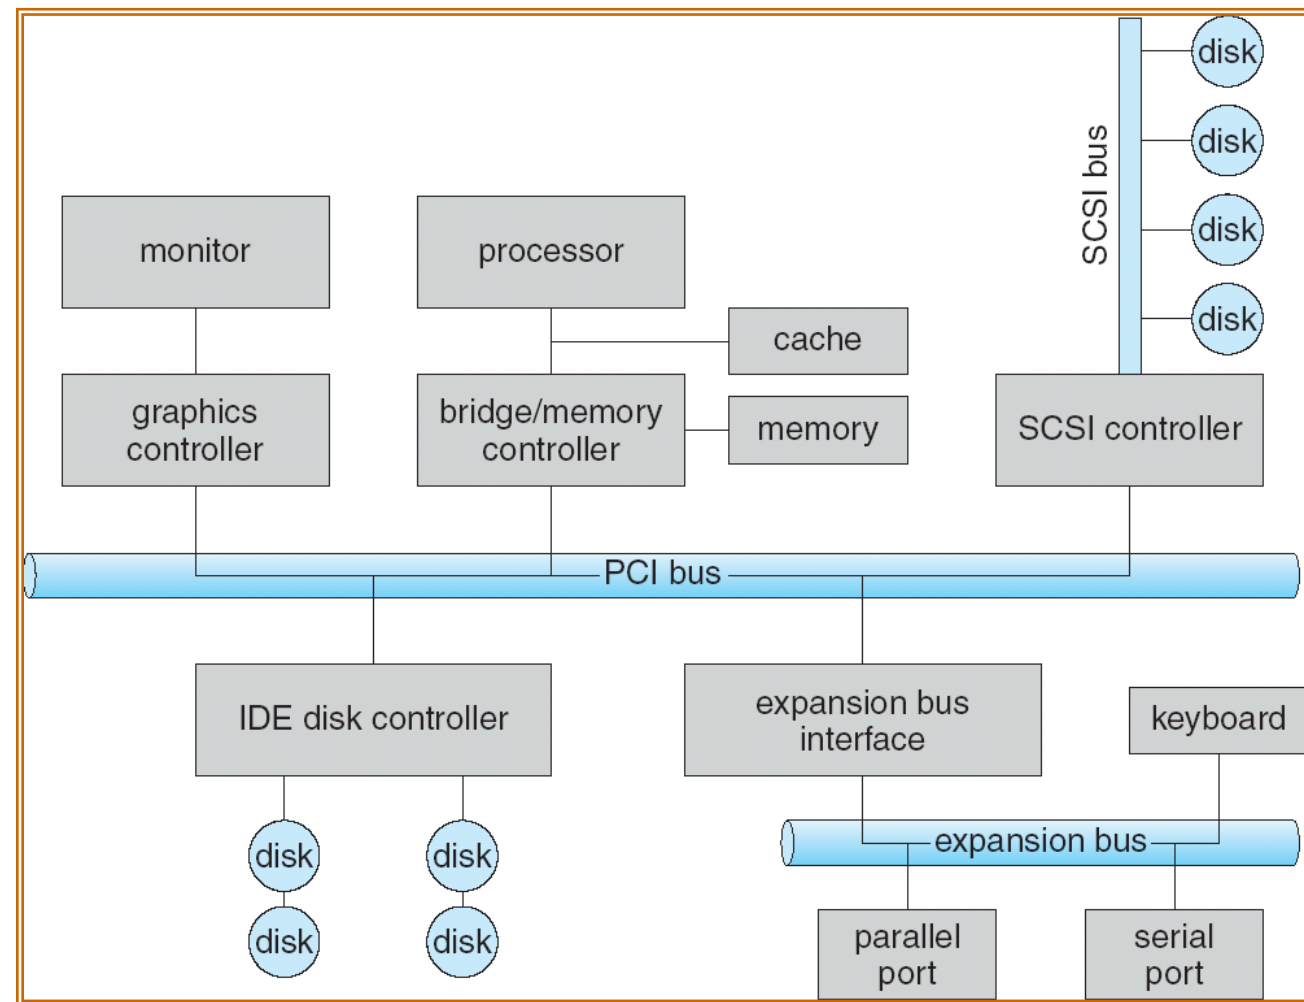 disk
disk
disk
disk
SCSI bus
monitor
processor
cache
graphics
controller
bridge/memory
controller
memory
SCSI controller
PCI bus
IDE disk controller
expansion bus
interface
keyboard
expansion bus
disk
disk
disk
disk
parallel
port
serial
port